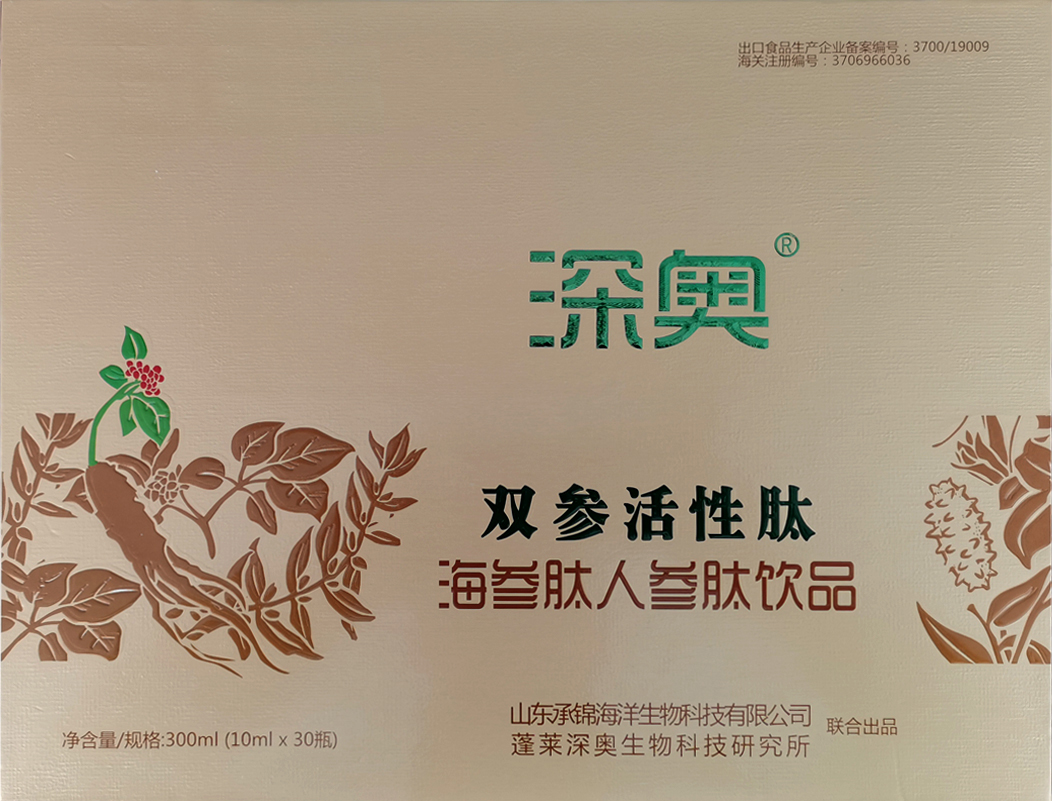 出口食品生产企业备案编号：3700/19009
海关注册编号：3706966036
深奥®
双参活性肽
海参肽人参肽饮品
山东承锦海洋生物科技有限公司
蓬莱深奥生物科技研究所
联合出品
净含量/规格:300ml (10ml x 30瓶)